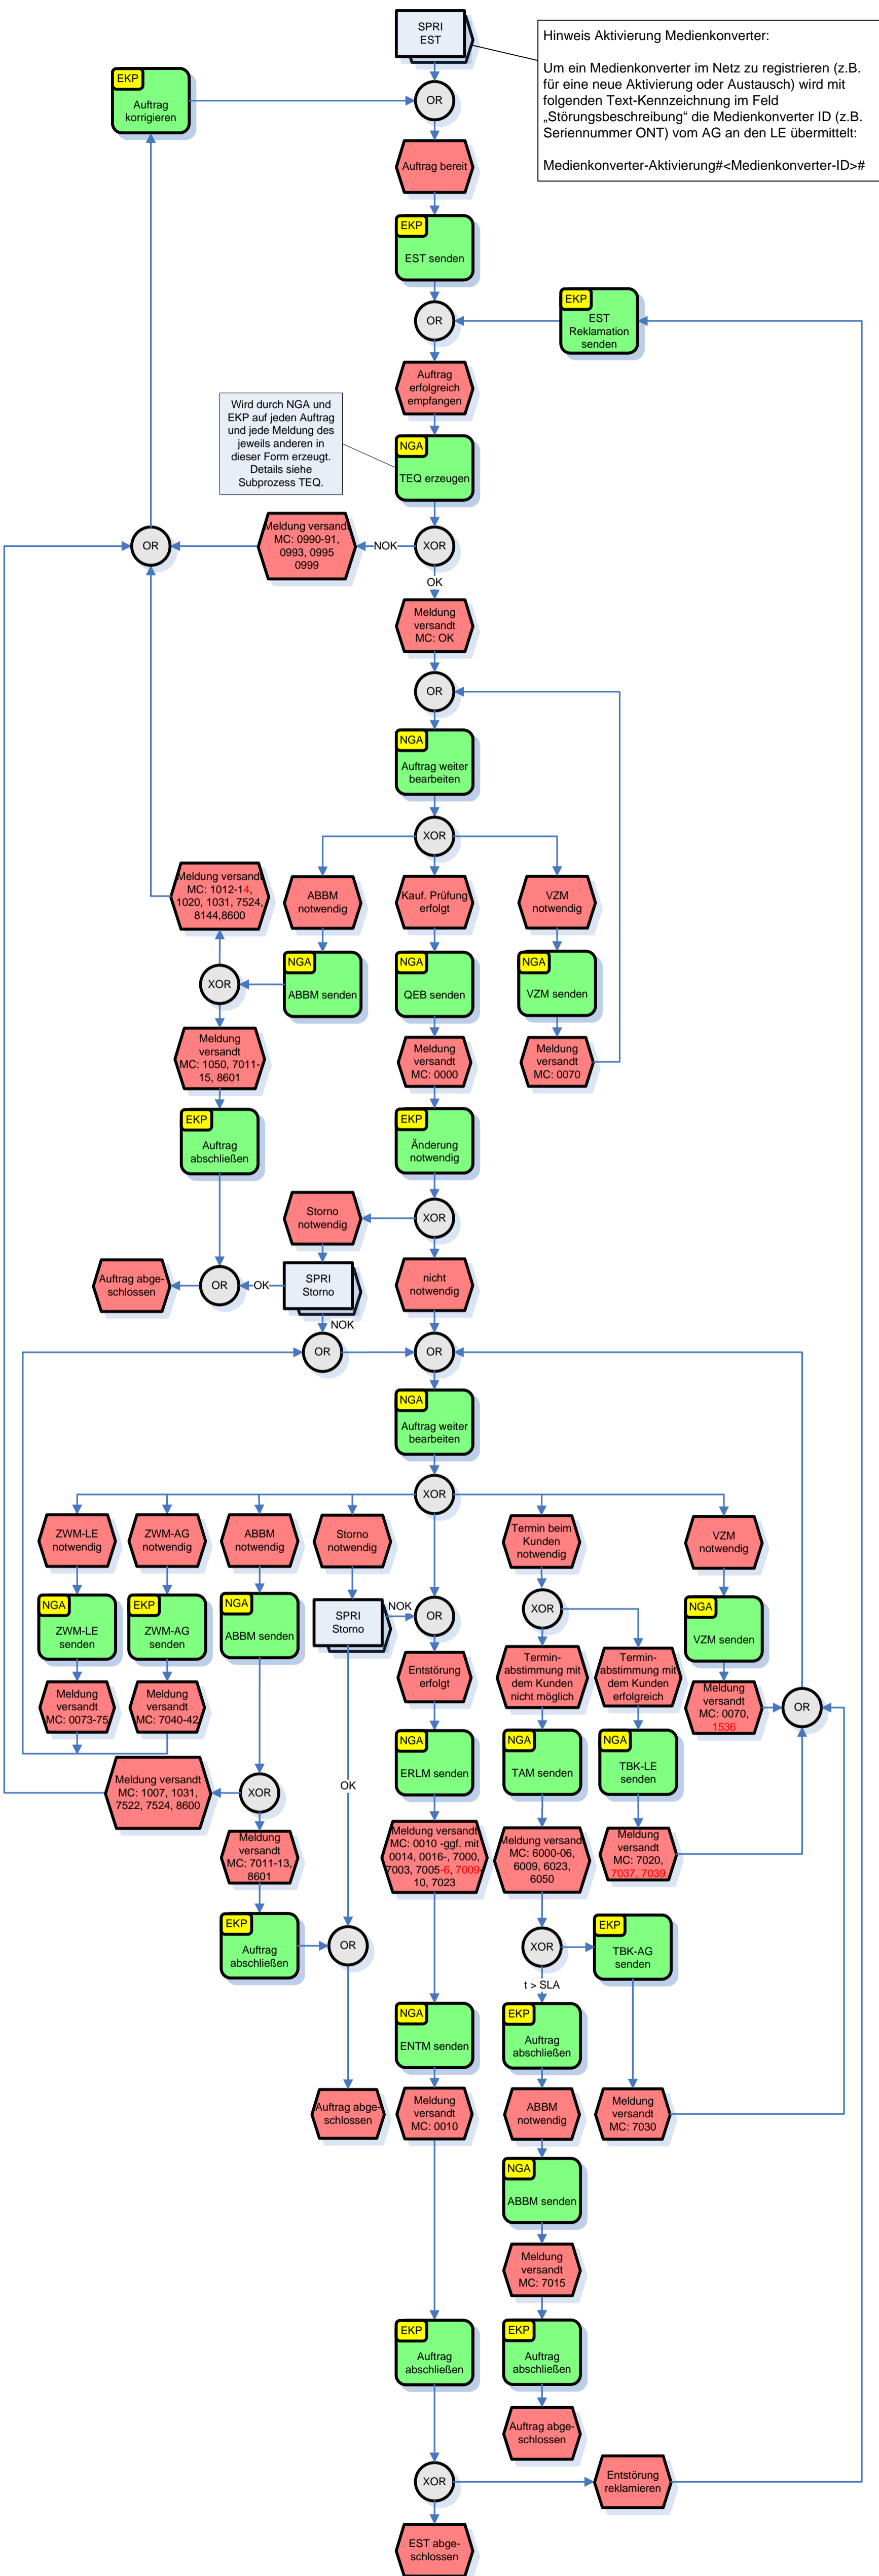 SPRI
EST
Hinweis Aktivierung Medienkonverter:
Um ein Medienkonverter im Netz zu registrieren (z.B.
für eine neue Aktivierung oder Austausch) wird mit
folgenden Text-Kennzeichnung im Feld
„Störungsbeschreibung“ die Medienkonverter ID (z.B.
Seriennummer ONT) vom AG an den LE übermittelt:
Medienkonverter-Aktivierung#<Medienkonverter-ID>#
EKP
Auftrag
korrigieren
OR
Auftrag bereit
EKP
EST senden
OR
EKP
EST
Reklamation
senden
Auftrag
erfolgreich
empfangen
Wird durch NGA und
EKP auf jeden Auftrag
und jede Meldung des
jeweils anderen in
dieser Form erzeugt.
Details siehe
Subprozess TEQ.
NGA
TEQ erzeugen
OR
Meldung versandt
MC: 0990-91,
0993, 0995
0999
NOK
XOR
OK
Meldung
versandt
MC: OK
OR
NGA
Auftrag weiter
bearbeiten
XOR
Meldung versandt
MC: 1012-14,
1020, 1031, 7524,
8144,8600
ABBM
notwendig
Kauf. Prüfung
erfolgt
VZM
notwendig
XOR
NGA
ABBM senden
NGA
QEB senden
NGA
VZM senden
Meldung
versandt
MC: 1050, 7011-
15, 8601
Meldung
versandt
MC: 0000
Meldung
versandt
MC: 0070
EKP
Auftrag
abschließen
EKP
Änderung
notwendig
Storno
notwendig
XOR
Auftrag abge-
schlossen
OR
OK
SPRI
Storno
nicht
notwendig
NOK
OR
OR
NGA
Auftrag weiter
bearbeiten
XOR
ZWM-LE
notwendig
ZWM-AG
notwendig
ABBM
notwendig
Storno
notwendig
Termin beim
Kunden
notwendig
VZM
notwendig
NGA
ZWM-LE
senden
EKP
ZWM-AG
senden
NGA
ABBM senden
SPRI
Storno
NOK
OR
XOR
NGA
VZM senden
Meldung
versandt
MC: 0073-75
Meldung
versandt
MC: 7040-42
Entstörung
erfolgt
Termin-
abstimmung mit
dem Kunden
nicht möglich
Termin-
abstimmung mit
dem Kunden
erfolgreich
Meldung
versandt
MC: 0070,
1536
OR
Meldung versandt
MC: 1007, 1031,
7522, 7524, 8600
XOR
OK
NGA
ERLM senden
NGA
TAM senden
NGA
TBK-LE
senden
Meldung
versandt
MC: 7011-13,
8601
Meldung versandt
MC: 0010 -ggf. mit
0014, 0016-, 7000,
7003, 7005-6, 7009-
10, 7023
Meldung versandt
MC: 6000-06,
6009, 6023,
6050
Meldung
versandt
MC: 7020,
7037, 7039
EKP
Auftrag
abschließen
OR
XOR
EKP
TBK-AG
senden
t > SLA
NGA
ENTM senden
EKP
Auftrag
abschließen
Auftrag abge-
schlossen
Meldung
versandt
MC: 0010
ABBM
notwendig
Meldung
versandt
MC: 7030
NGA
ABBM senden
Meldung
versandt
MC: 7015
EKP
Auftrag
abschließen
EKP
Auftrag
abschließen
Auftrag abge-
schlossen
XOR
Entstörung
reklamieren
EST abge-
schlossen